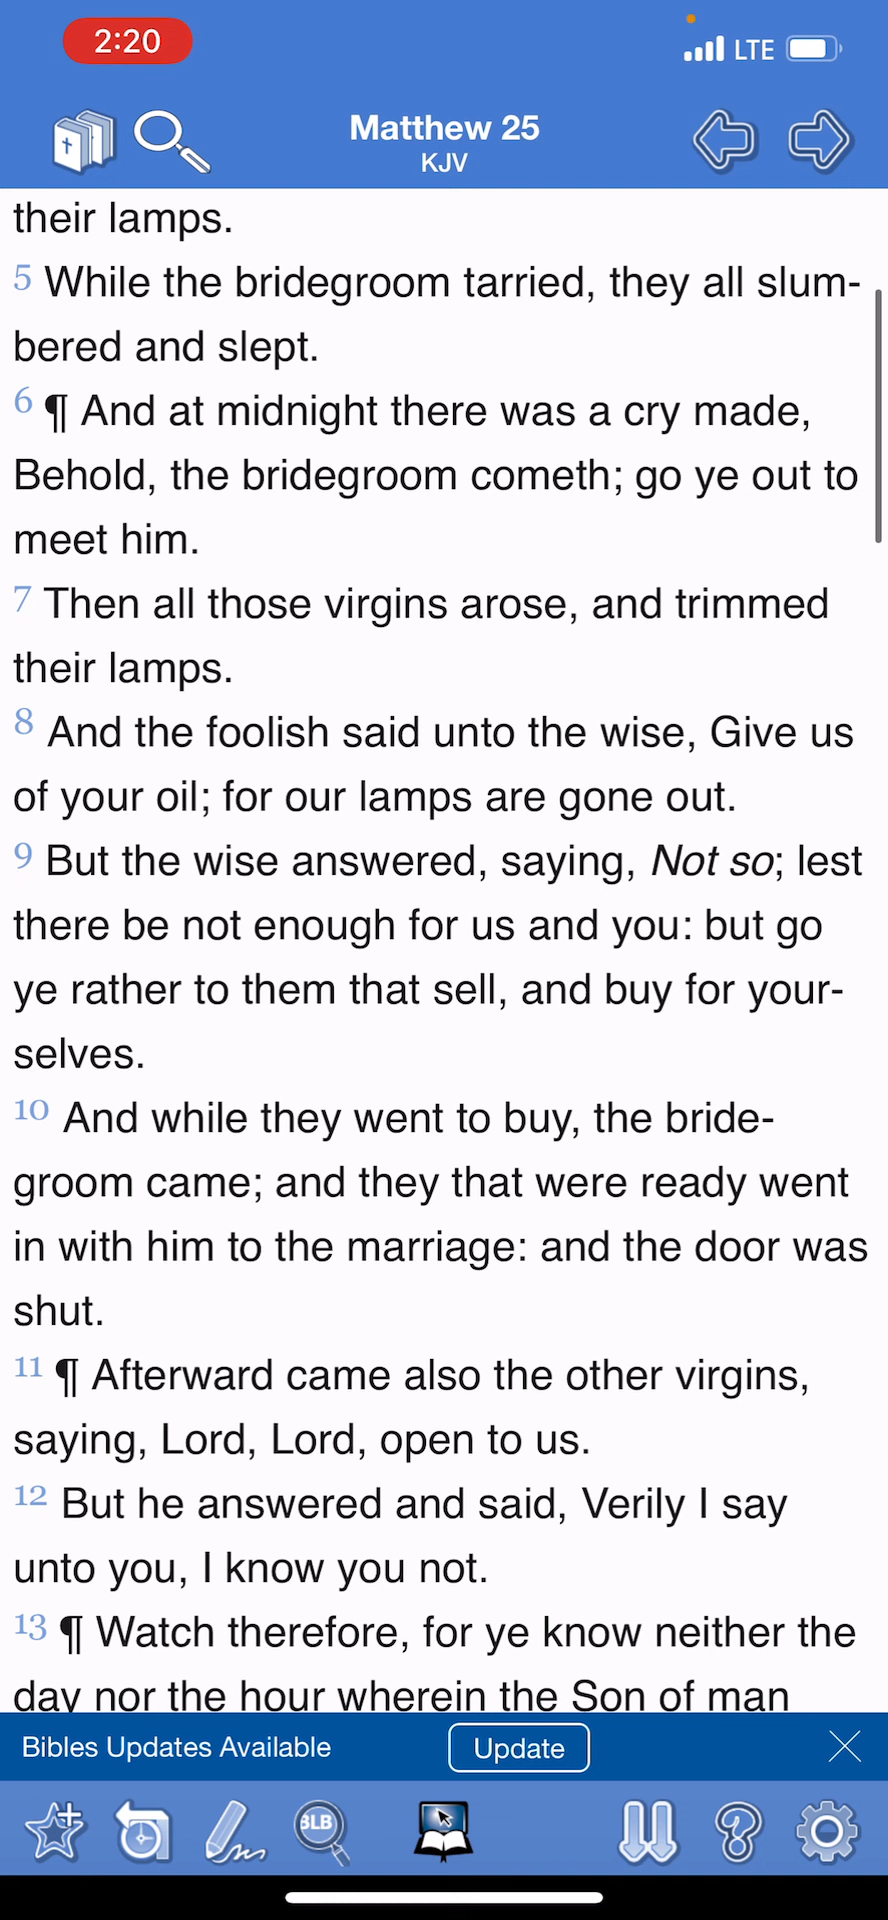 2:20
LTE
Matthew 25
KJV
their lamps.
5 While the bridegroom tarried, they all slum-
bered and slept.
6 ¶ And at midnight there was a cry made,
Behold, the bridegroom cometh; go ye out to
meet him.
7 Then all those virgins arose, and trimmed
their lamps.
8 And the foolish said unto the wise, Give us
of your oil; for our lamps are gone out.
9 But the wise answered, saying, Not so; lest
there be not enough for us and you: but go
ye rather to them that sell, and buy for your-
selves.
10 And while they went to buy, the bride-
groom came; and they that were ready went
in with him to the marriage: and the door was
shut.
11 ¶ Afterward came also the other virgins,
saying, Lord, Lord, open to us.
12 But he answered and said, Verily I say
unto you, I know you not.
13 ¶ Watch therefore, for ye know neither the
day nor the hour wherein the Son of man
Bibles Updates Available
Update
BLB